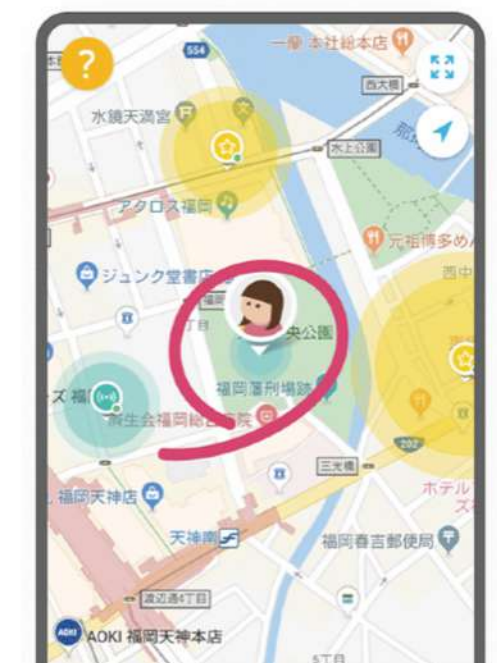 ?
554
一蘭 本社総本店
西大橋
水鏡天満宮
水上公園
アクロス福岡
元祖博多め
ジュンク堂書店
西中
央公園
丁目
福岡藩刑場跡
ズ 福
済生会福岡総合病院
202
三光橋
福岡天神店
ホテル
天神南
福岡春吉郵便局
渡辺通4丁目
AOKI
AOKI 福岡天神本店
5丁目